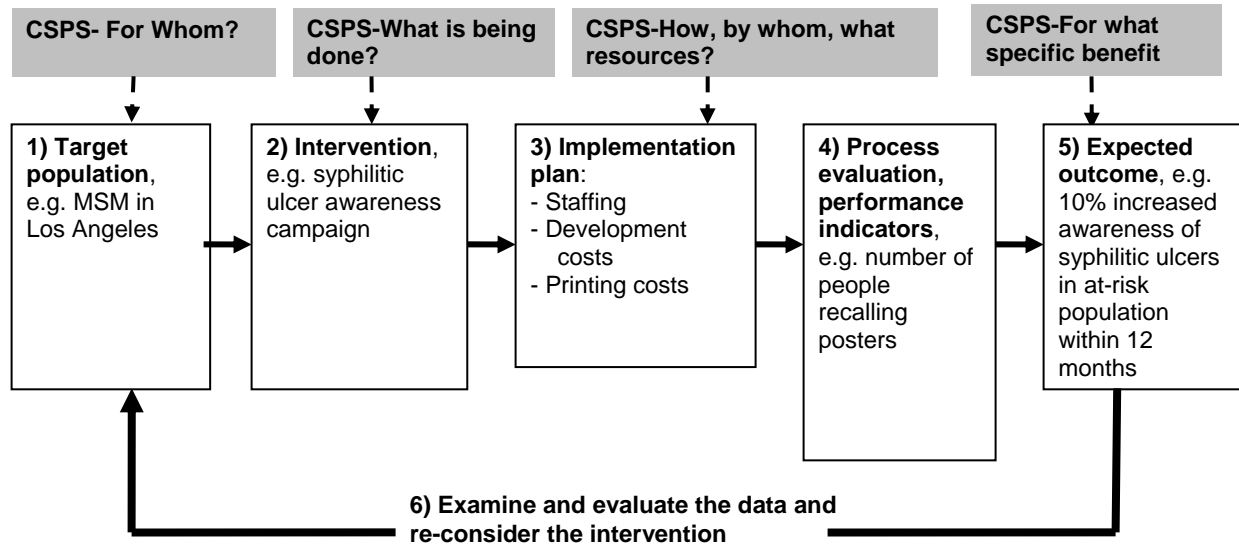 CSPS- For Whom?
CSPS-What is being
done?
CSPS-How, by whom, what
resources?
CSPS-For what
specific benefit
1) Target
population,
e.g. MSM in
Los Angeles
2) Intervention,
e.g. syphilitic
ulcer awareness
campaign
3) Implementation
plan:
- Staffing
- Development
costs
- Printing costs
4) Process
evaluation,
performance
indicators,
e.g. number of
people
recalling
posters
5) Expected
outcome, e.g.
10% increased
awareness of
syphilitic ulcers
in at-risk
population
within 12
months
6) Examine and evaluate the data and
re-consider the intervention